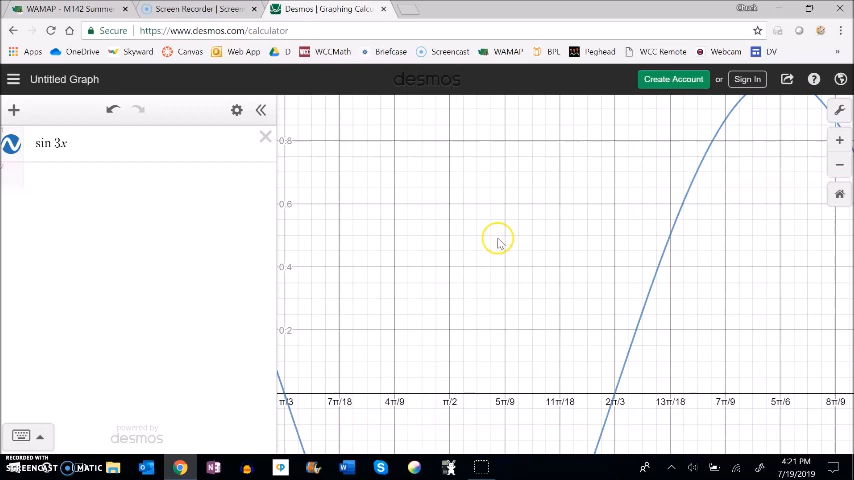 WAMAP - M142 Summer
Screen Recorder | Screen
Desmos | Graphing Calcu
Secure
https://www.desmos.com/calculator
Apps
OneDrive
Skyward
Canvas
Web App
D
WCCMath
Briefcase
Screencast
WAMAP
BPL
Peghead
WCC Remote
Webcam
DV
»
Untitled Graph
desmos
Create Account
or
Sign In
sin 3x
0.8
0.6
0.4
0.2
π/3
7π/18
4π/9
π/2
5π/9
11π/18
2π/3
13π/18
7π/9
5π/6
8π/9
powered by
desmos
RECORDED WITH
SCREENCAST MATIC
4:21 PM
7/19/2019